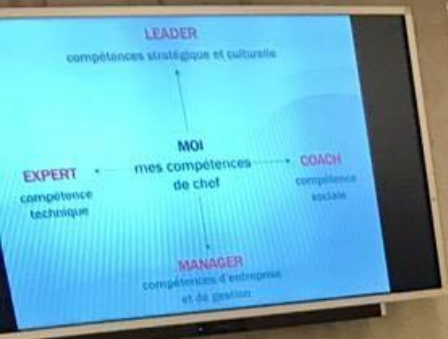 LEADER
compétences stratégique et culturelle
MOI
mes compétences
de chef
EXPERT
compétence
technique
COACH
compétence
sociale
MANAGER
compétences d'entreprise
et de gestion